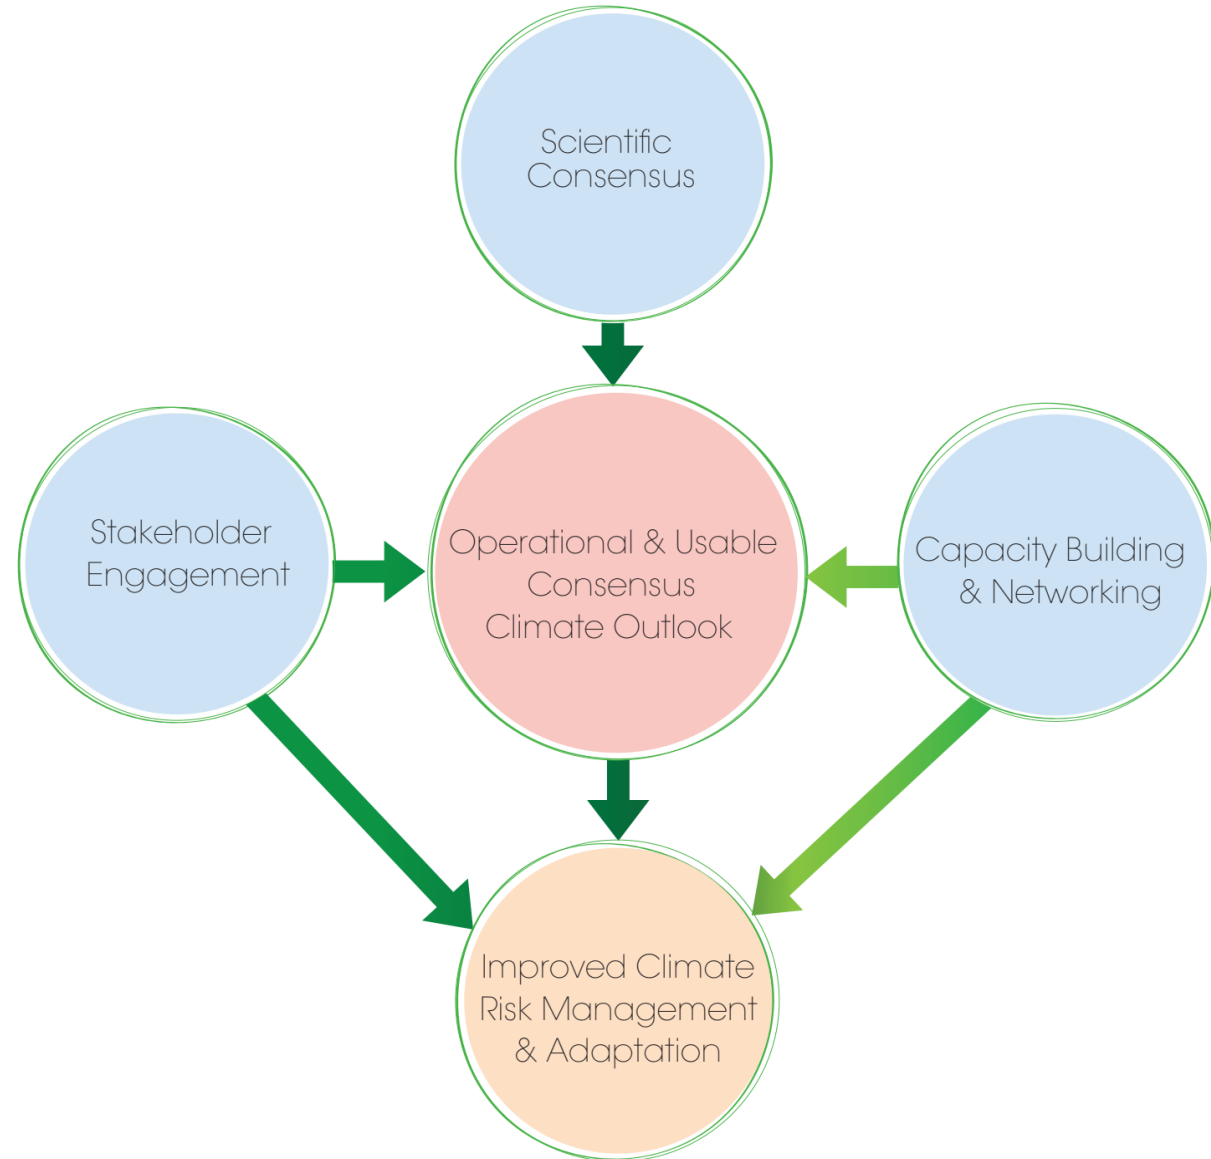 Scientific
Consensus
Stakeholder
Engagement
Operational & Usable
Consensus
Climate Outlook
Capacity Building
& Networking
Improved Climate
Risk Management
& Adaptation